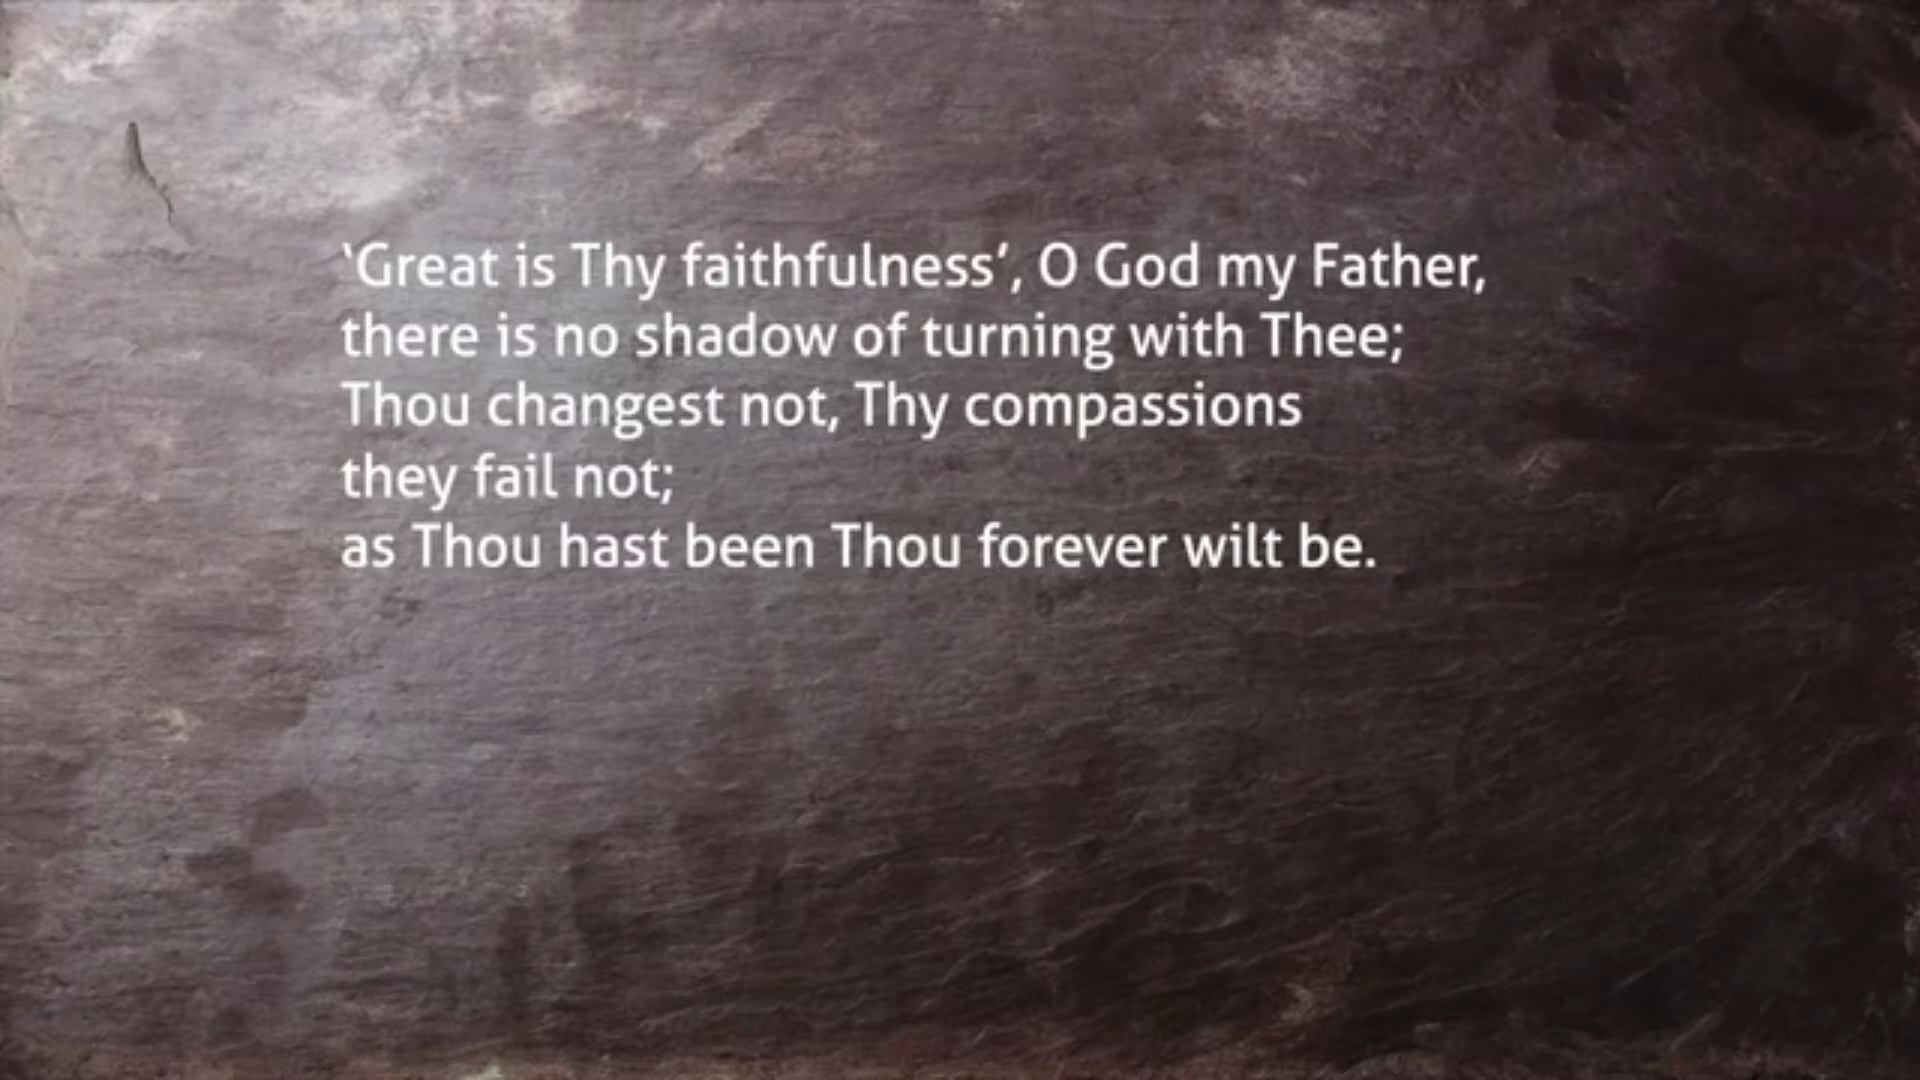 ‘Great is Thy faithfulness’, O God my Father,
there is no shadow of turning with Thee;
Thou changest not, Thy compassions
they fail not;
as Thou hast been Thou forever wilt be.